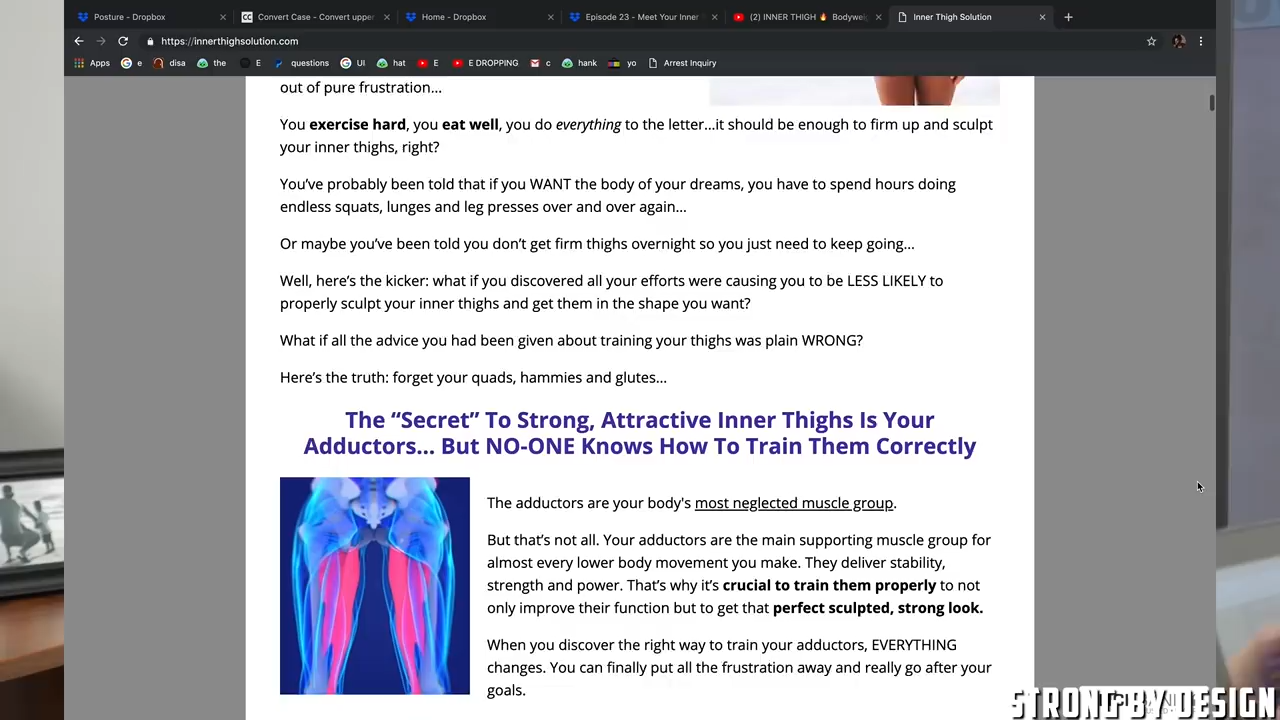 Posture - Dropbox
Convert Case - Convert upper
Home - Dropbox
Episode 23 - Meet Your Inner
(2) INNER THIGH 🔥 Bodywei
Inner Thigh Solution
https://innerthighsolution.com
Apps e disa the E questions UI hat E E DROPPING c hank yo Arrest Inquiry
out of pure frustration...
You exercise hard, you eat well, you do everything to the letter...it should be enough to firm up and sculpt
your inner thighs, right?
You've probably been told that if you WANT the body of your dreams, you have to spend hours doing
endless squats, lunges and leg presses over and over again...
Or maybe you've been told you don't get firm thighs overnight so you just need to keep going...
Well, here's the kicker: what if you discovered all your efforts were causing you to be LESS LIKELY to
properly sculpt your inner thighs and get them in the shape you want?
What if all the advice you had been given about training your thighs was plain WRONG?
Here's the truth: forget your quads, hammies and glutes...
The “Secret” To Strong, Attractive Inner Thighs Is Your
Adductors... But NO-ONE Knows How To Train Them Correctly
The adductors are your body's most neglected muscle group.
But that's not all. Your adductors are the main supporting muscle group for
almost every lower body movement you make. They deliver stability,
strength and power. That's why it's crucial to train them properly to not
only improve their function but to get that perfect sculpted, strong look.
When you discover the right way to train your adductors, EVERYTHING
changes. You can finally put all the frustration away and really go after your
goals.
STRONG BY DESIGN